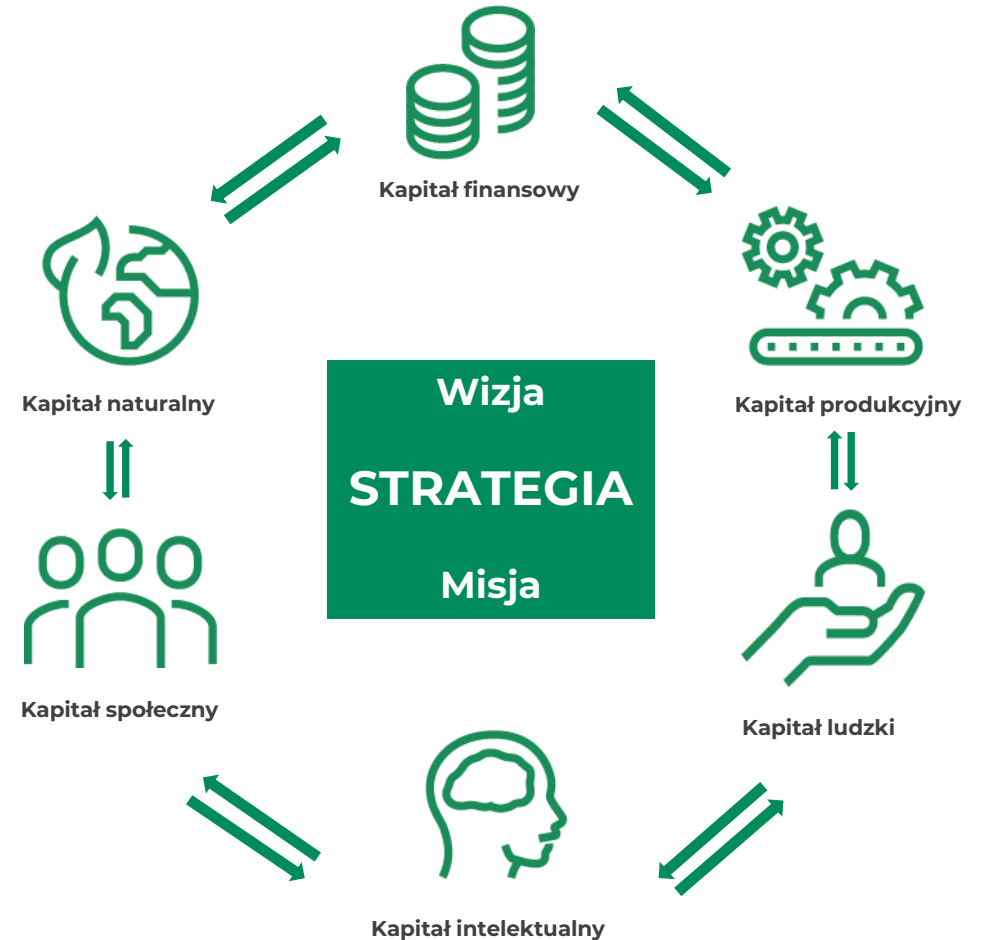 Kapitał finansowy
Kapitał naturalny
Kapitał produkcyjny
Wizja
STRATEGIA
Misja
Kapitał społeczny
Kapitał ludzki
Kapitał intelektualny